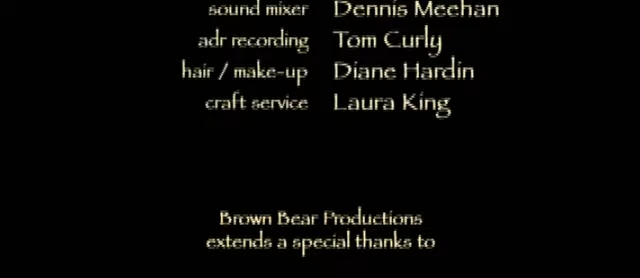 sound mixer Dennis Meehan
adr recording Tom Curly
hair / make-up Diane Hardin
craft service Laura King
Brown Bear Productions
extends a special thanks to